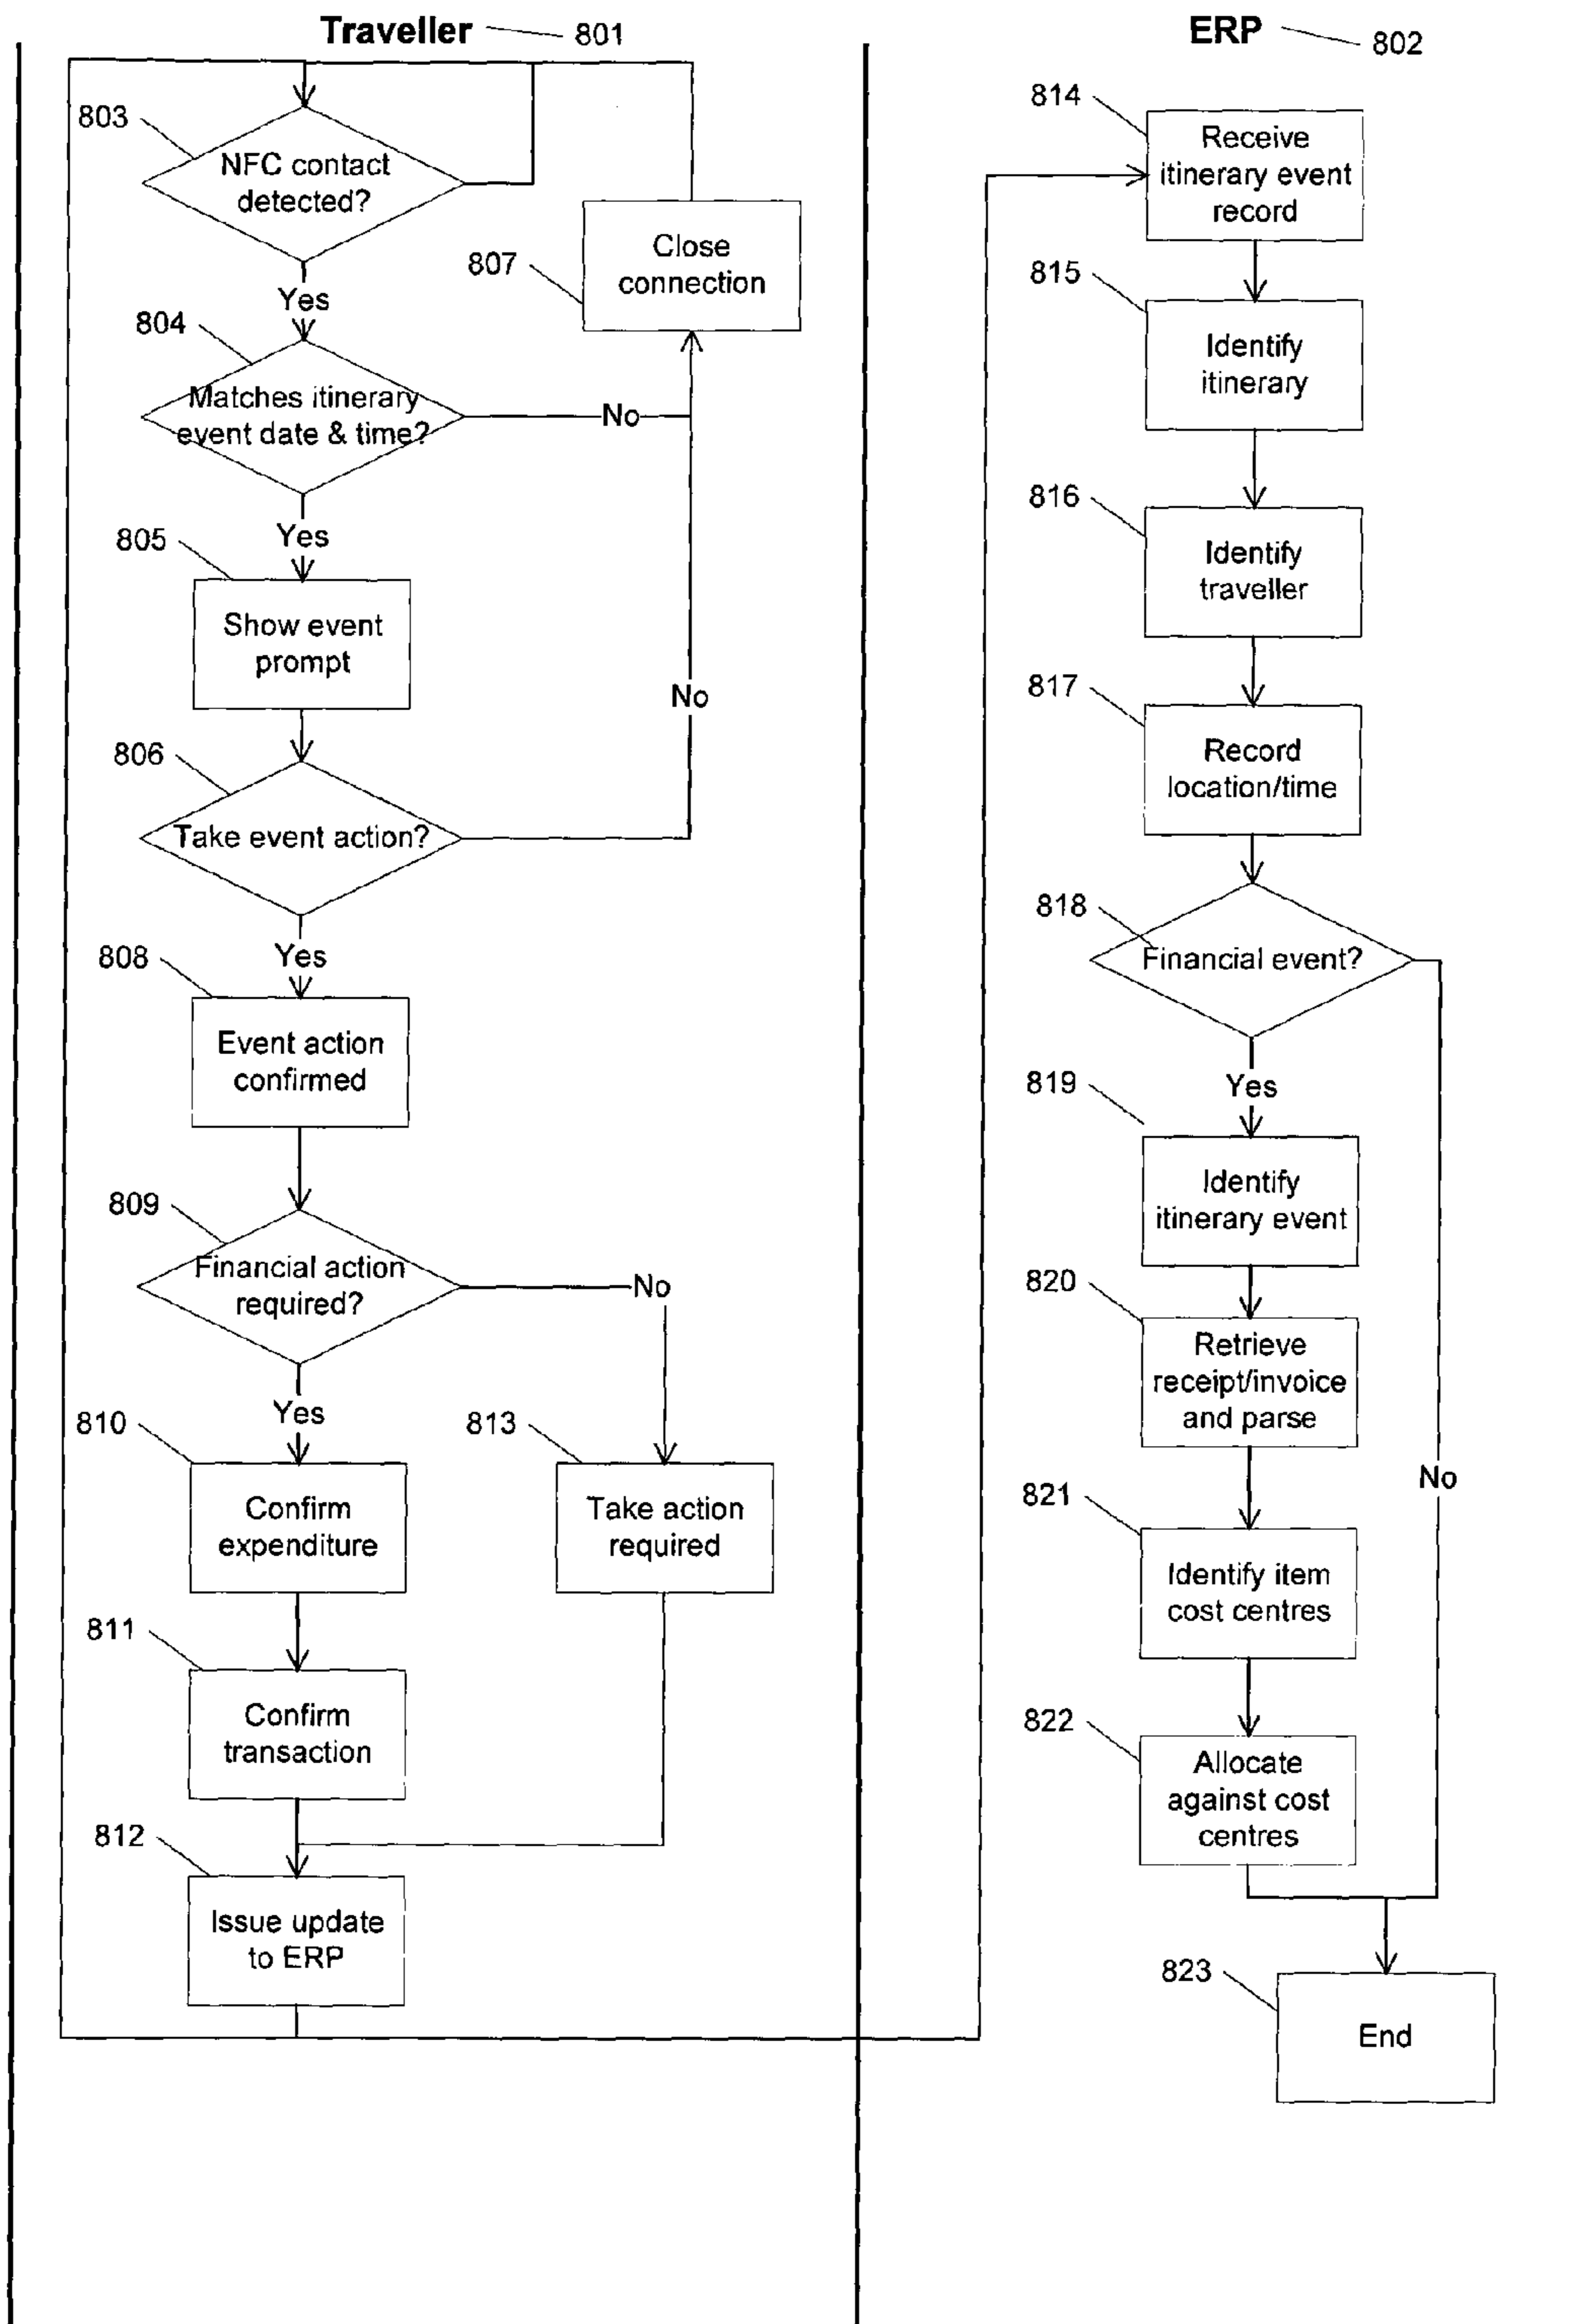 Traveller
801
803
NFC contact
detected?
Yes
807
Close
connection
804
Matches itinerary
event date & time?
No
Yes
805
Show event
prompt
No
806
Take event action?
Yes
808
Event action
confirmed
809
Financial action
required?
No
Yes
810
Confirm
expenditure
813
Take action
required
811
Confirm
transaction
812
Issue update
to ERP
ERP
802
814
Receive
itinerary event
record
815
Identify
itinerary
816
Identify
traveller
817
Record
location/time
818
Financial event?
Yes
819
Identify
itinerary event
820
Retrieve
receipt/invoice
and parse
No
821
Identify item
cost centres
822
Allocate
against cost
centres
823
End